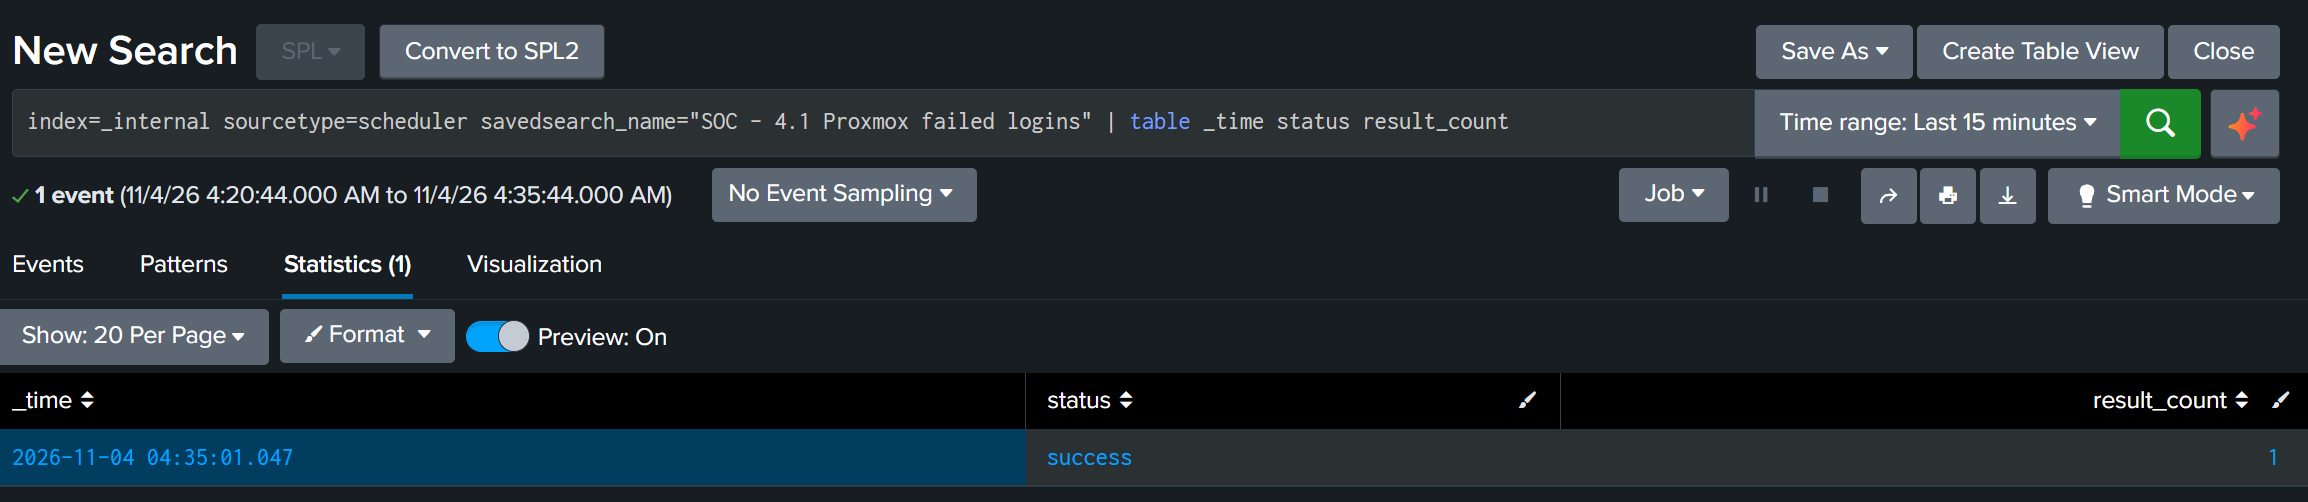 New Search SPL Convert to SPL2 Save As Create Table View Close
index=_internal sourcetype=scheduler savedsearch_name="SOC - 4.1 Proxmox failed logins" | table _time status result_count Time range: Last 15 minutes
1 event (11/4/26 4:20:44.000 AM to 11/4/26 4:35:44.000 AM) No Event Sampling Job Smart Mode
Events Patterns Statistics (1) Visualization
Show: 20 Per Page Format Preview: On
_time status result_count
2026-11-04 04:35:01.047 success 1